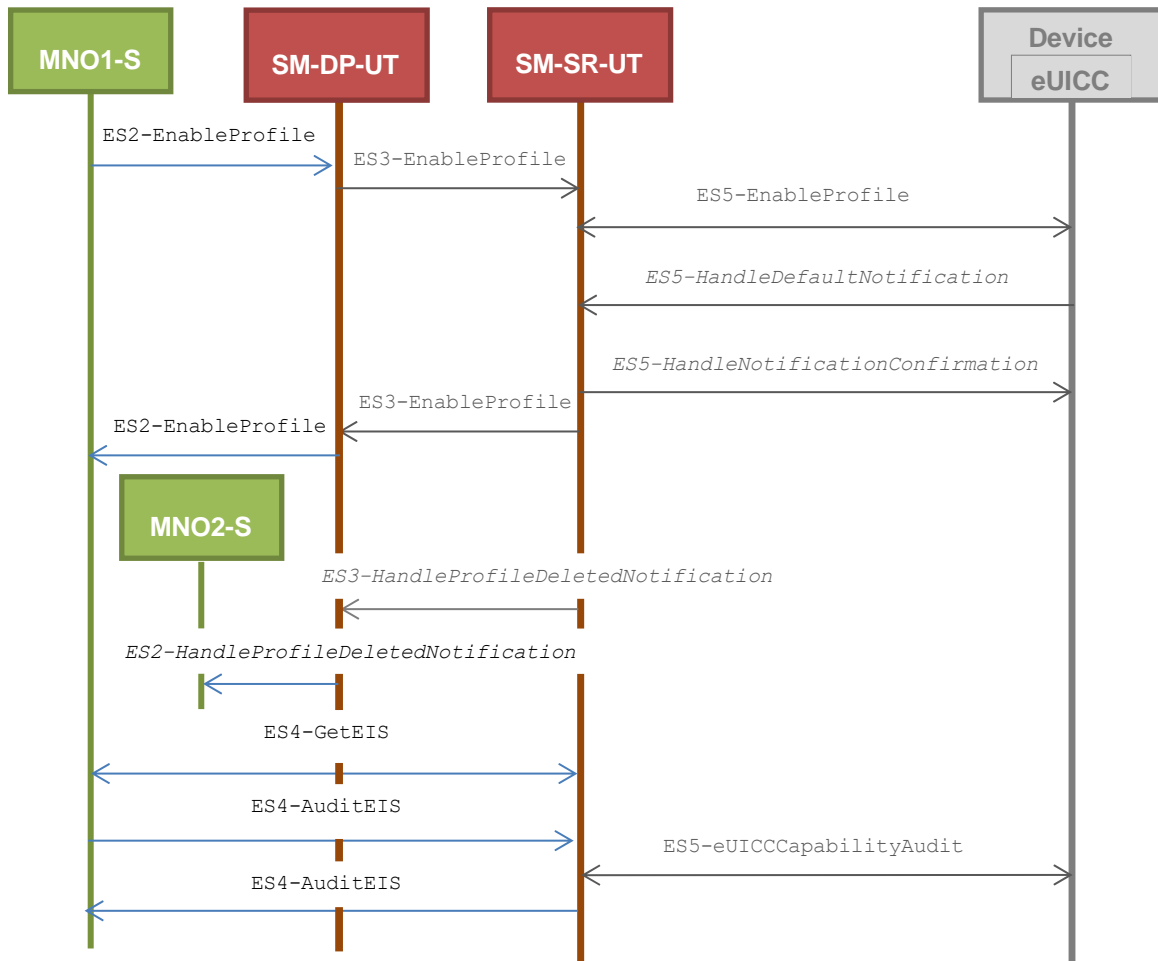 MNO1-S
SM-DP-UT
SM-SR-UT
Device
eUICC
ES2-EnableProfile
ES3-EnableProfile
ES5-EnableProfile
ES5-HandleDefaultNotification
ES5-HandleNotificationConfirmation
ES3-EnableProfile
ES2-EnableProfile
MNO2-S
ES3-HandleProfileDeletedNotification
ES2-HandleProfileDeletedNotification
ES4-GetEIS
ES4-AuditEIS
ES5-eUICCCapabilityAudit
ES4-AuditEIS